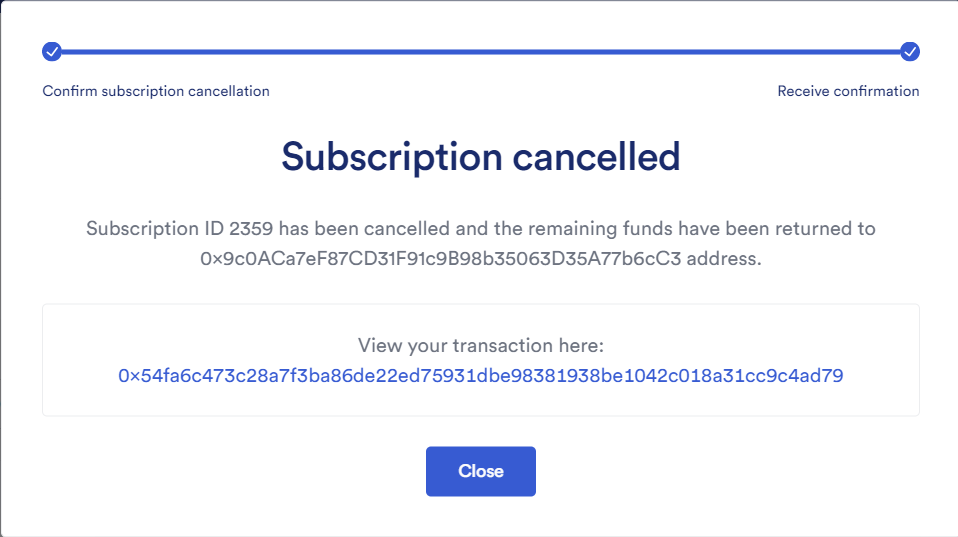 Confirm subscription cancellation
Receive confirmation
Subscription cancelled
Subscription ID 2359 has been cancelled and the remaining funds have been returned to
0x9c0ACa7eF87CD31F91c9B98b35063D35A77b6cC3 address.
View your transaction here:
0x54fa6c473c28a7f3ba86de22ed75931dbe98381938be1042c018a31cc9c4ad79
Close